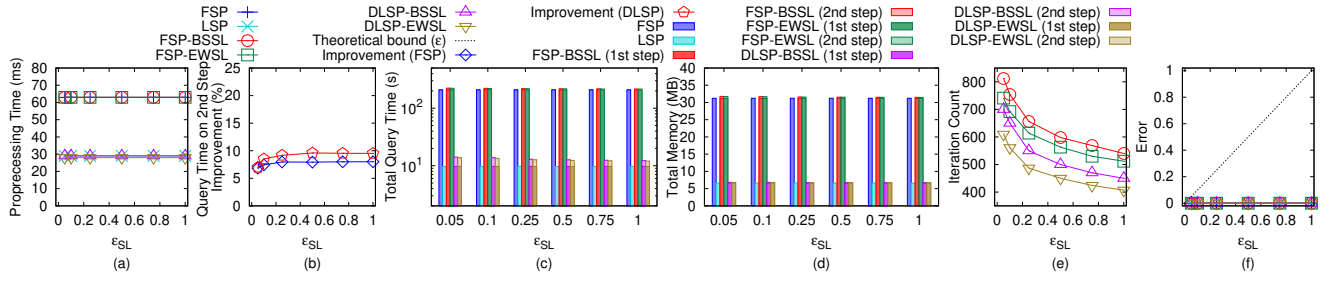 FSP
LSP
FSP-BSSL
FSP-EWSL
DLSP-BSSL
DLSP-EWSL
Theoretical bound (ε)
Improvement (FSP)
Improvement (DLSP)
FSP
LSP
FSP-BSSL (1st step)
FSP-BSSL (2nd step)
FSP-EWSL (1st step)
FSP-EWSL (2nd step)
DLSP-BSSL (1st step)
DLSP-BSSL (2nd step)
DLSP-EWSL (1st step)
DLSP-EWSL (2nd step)
Proprecessing Time (ms)
80
70
60
50
40
30
20
10
0
0 0.2 0.4 0.6 0.8 1
εSL
(a)
Query Time on 2nd Step
Improvement (%)
25
20
15
10
5
0
0 0.2 0.4 0.6 0.8 1
εSL
(b)
Total Query Time (s)
10²
10¹
0.05 0.1 0.25 0.5 0.75 1
εSL
(c)
Total Memory (MB)
40
35
30
25
20
15
10
5
0
0.05 0.1 0.25 0.5 0.75 1
εSL
(d)
Iteration Count
800
700
600
500
400
0 0.2 0.4 0.6 0.8 1
εSL
(e)
Error
1
0.8
0.6
0.4
0.2
0
0 0.2 0.4 0.6 0.8 1
εSL
(f)